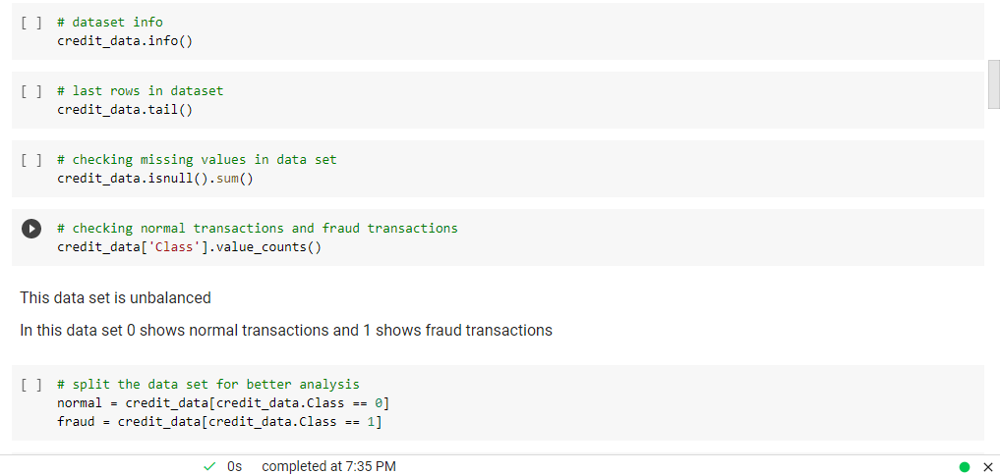 [ ] # dataset info
credit_data.info()
[ ] # last rows in dataset
credit_data.tail()
[ ] # checking missing values in data set
credit_data.isnull().sum()
# checking normal transactions and fraud transactions
credit_data['Class'].value_counts()
This data set is unbalanced
In this data set 0 shows normal transactions and 1 shows fraud transactions
[ ] # split the data set for better analysis
normal = credit_data[credit_data.Class == 0]
fraud = credit_data[credit_data.Class == 1]
0s completed at 7:35 PM